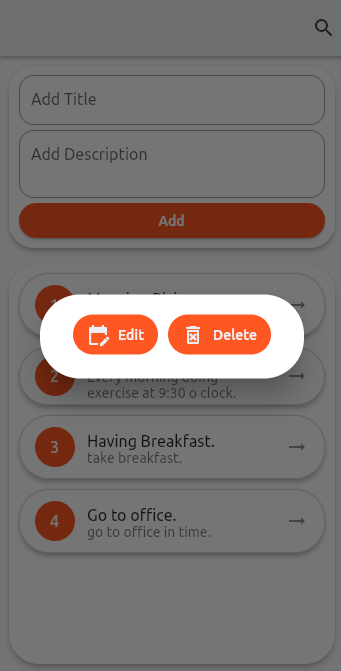 Add Title
Add Description
Add
1
Edit
Delete
2
Every morning doing
exercise at 9:30 o clock.
3
Having Breakfast.
take breakfast.
4
Go to office.
go to office in time.